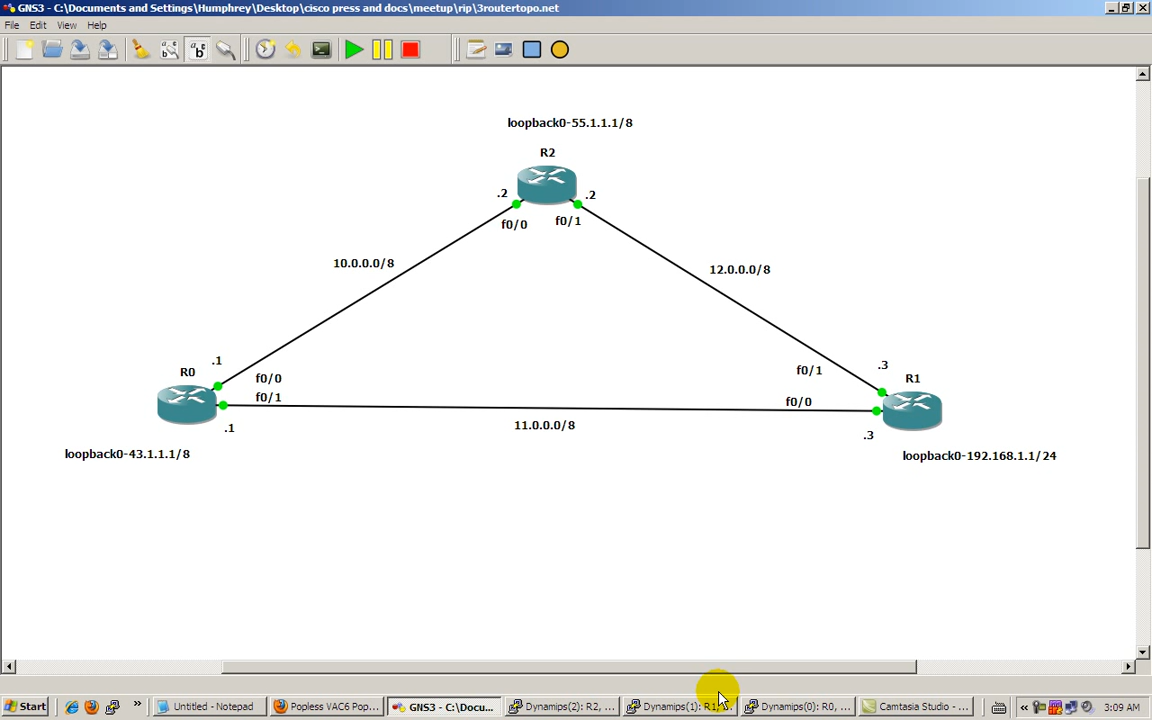 GNS3 - C:\Documents and Settings\Humphrey\Desktop\cisco press and docs\meetup\rip\3routertopo.net
File Edit View Help
loopback0-55.1.1.1/8
R2
.2 .2
f0/0 f0/1
10.0.0.0/8 12.0.0.0/8
.1 f0/1 .3
R0 f0/0 R1
f0/1 f0/0
.1 11.0.0.0/8 .3
loopback0-43.1.1.1/8 loopback0-192.168.1.1/24
Start » Untitled - Notepad Popless VAC6 Pop... GNS3 - C:\Docu... Dynamips(2): R2, ... Dynamips(1): R1, Dynamips(0): R0, ... Camtasia Studio - ... « 3:09 AM